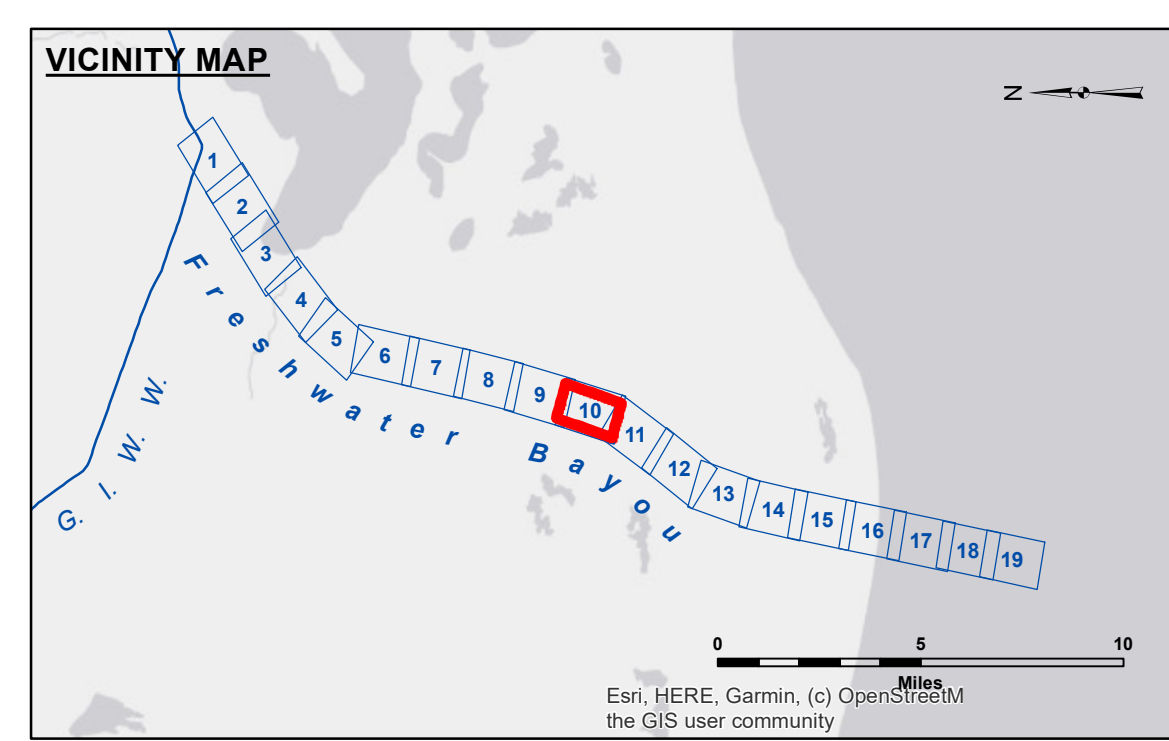 VICINITY MAP
N
1
2
3
4
5
6
7
8
9
10
11
12
13
14
15
16
17
18
19
Freshwater Bayou
G. I. W. W.
0 5 10
Miles
Esri, HERE, Garmin, (c) OpenStreetM
the GIS user community